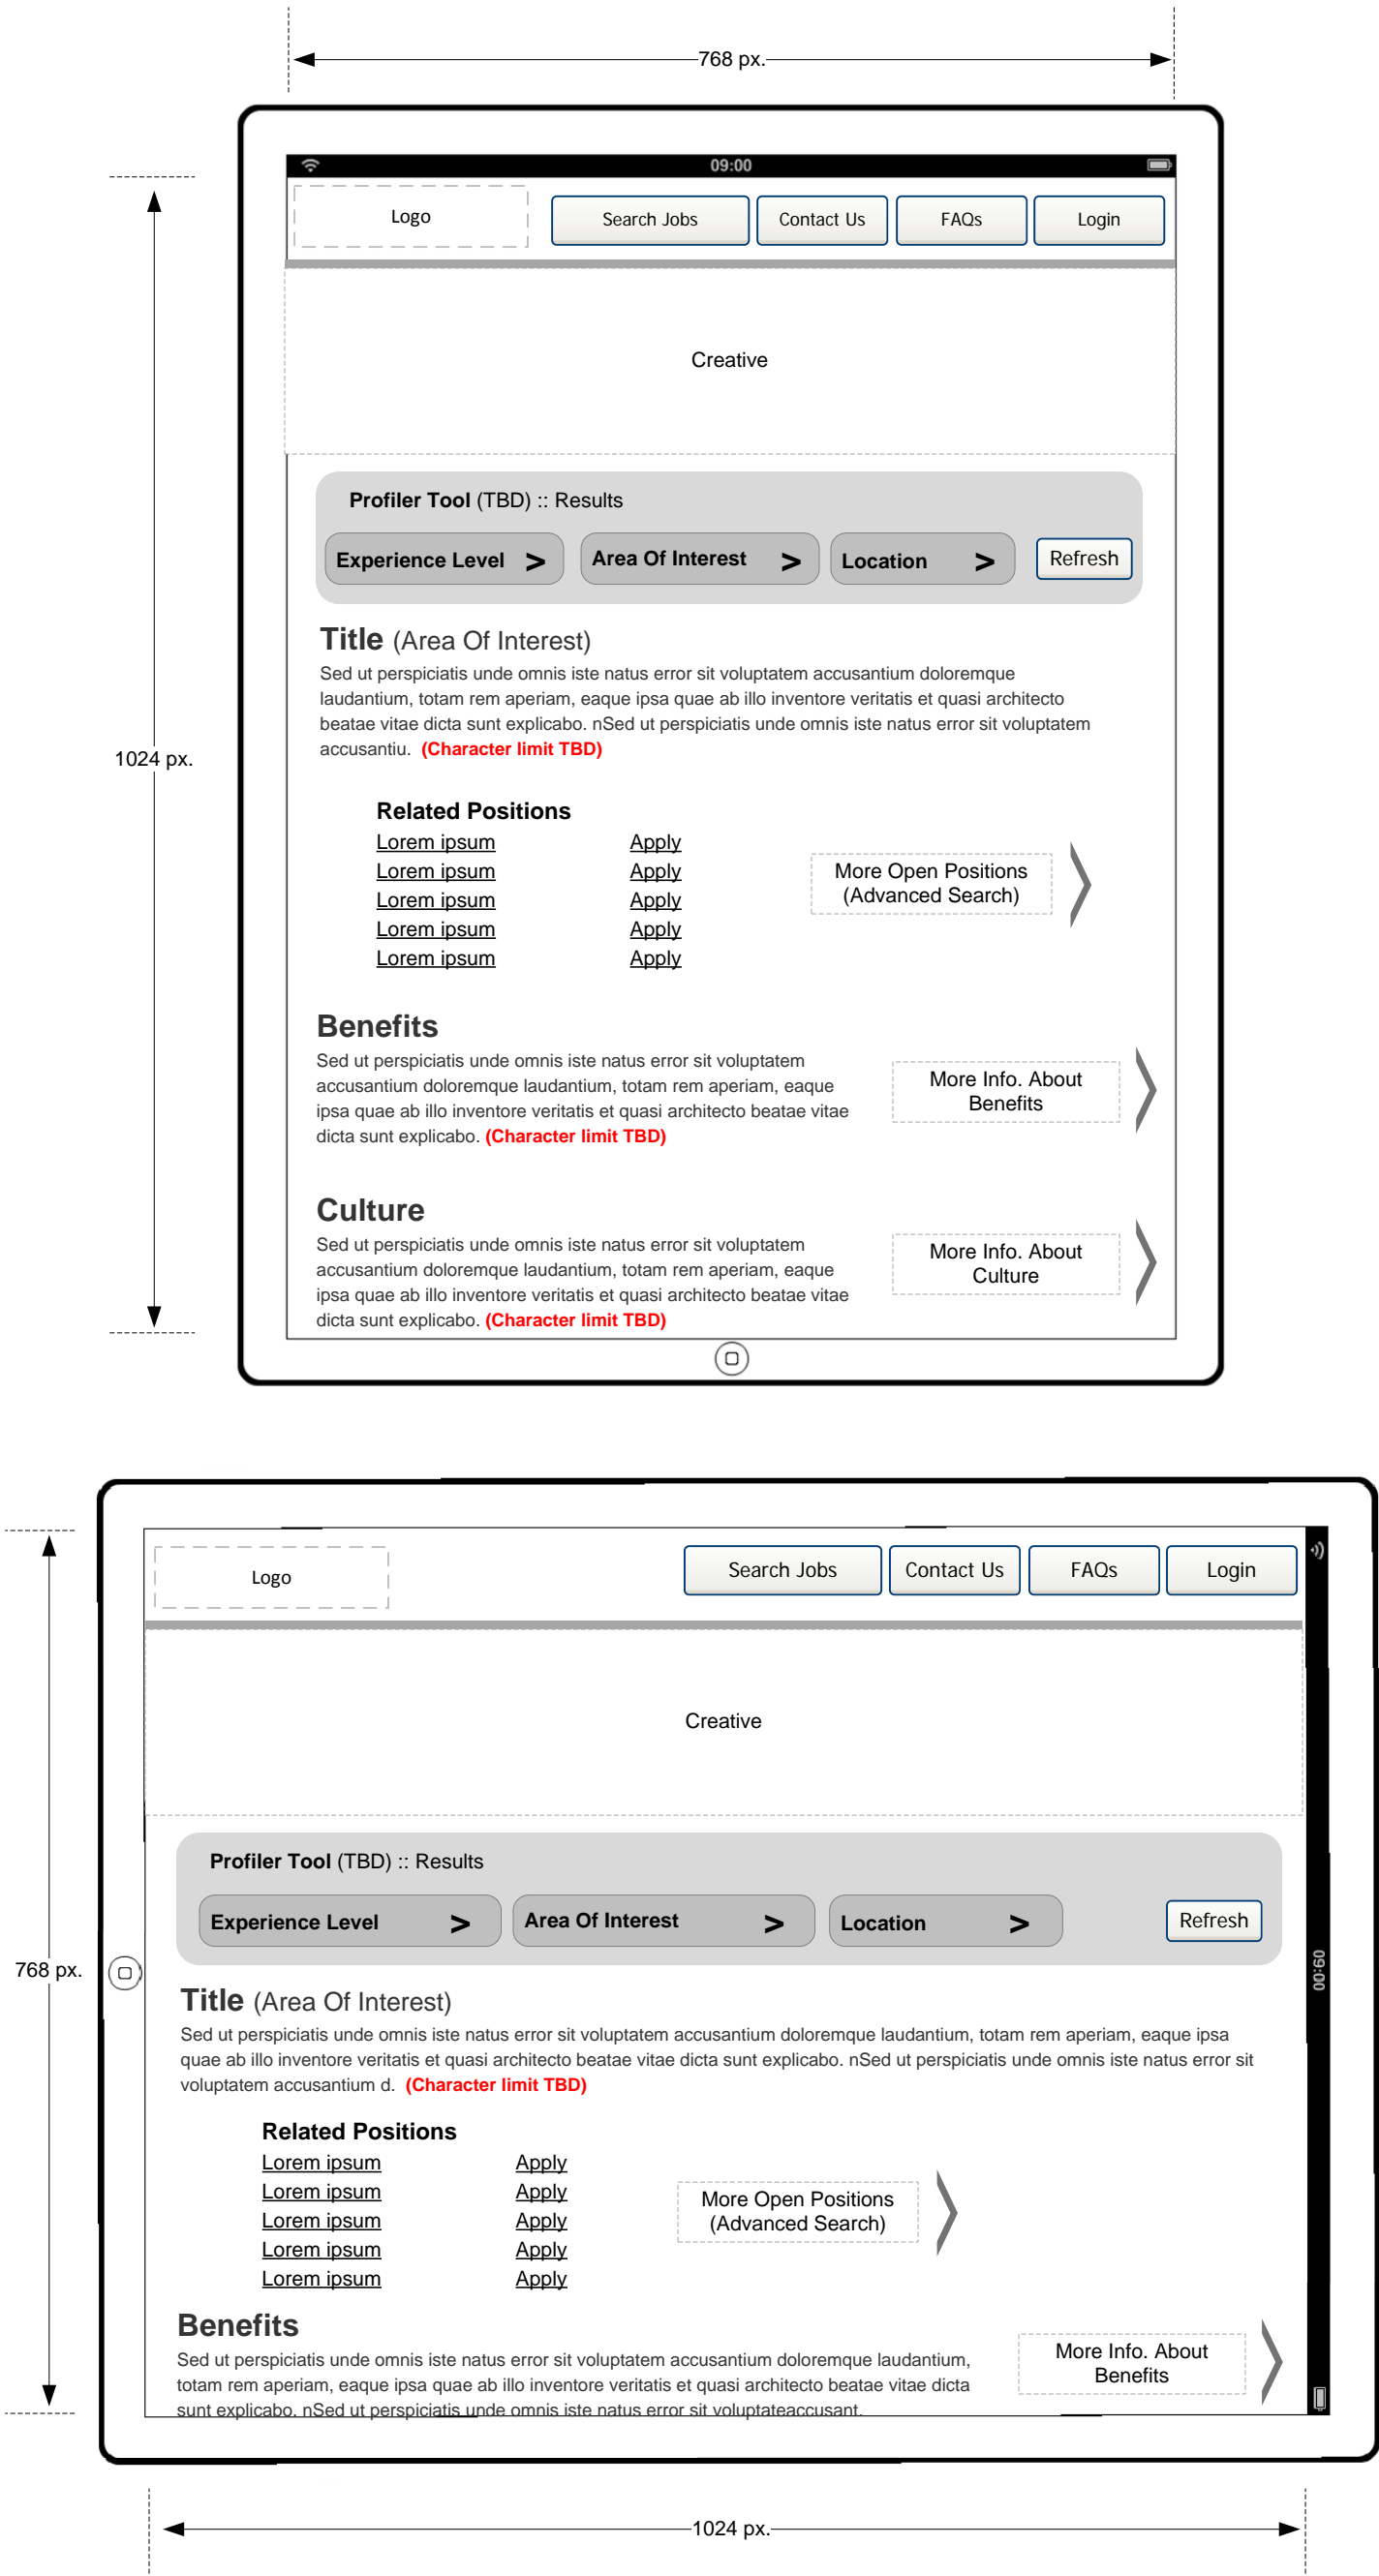 768 px.
09:00
Logo
Search Jobs
Contact Us
FAQs
Login
Creative
Profiler Tool (TBD) :: Results
Experience Level >
Area Of Interest >
Location >
Refresh
1024 px.
Title (Area Of Interest)
Sed ut perspiciatis unde omnis iste natus error sit voluptatem accusantium doloremque
laudantium, totam rem aperiam, eaque ipsa quae ab illo inventore veritatis et quasi architecto
beatae vitae dicta sunt explicabo. nSed ut perspiciatis unde omnis iste natus error sit voluptatem
accusantiu. (Character limit TBD)
Related Positions
Lorem ipsum Apply
Lorem ipsum Apply
Lorem ipsum Apply
Lorem ipsum Apply
Lorem ipsum Apply
More Open Positions
(Advanced Search)
Benefits
Sed ut perspiciatis unde omnis iste natus error sit voluptatem
accusantium doloremque laudantium, totam rem aperiam, eaque
ipsa quae ab illo inventore veritatis et quasi architecto beatae vitae
dicta sunt explicabo. (Character limit TBD)
More Info. About
Benefits
Culture
Sed ut perspiciatis unde omnis iste natus error sit voluptatem
accusantium doloremque laudantium, totam rem aperiam, eaque
ipsa quae ab illo inventore veritatis et quasi architecto beatae vitae
dicta sunt explicabo. (Character limit TBD)
More Info. About
Culture
Logo
Search Jobs
Contact Us
FAQs
Login
Creative
Profiler Tool (TBD) :: Results
Experience Level >
Area Of Interest >
Location >
Refresh
768 px.
09:00
Title (Area Of Interest)
Sed ut perspiciatis unde omnis iste natus error sit voluptatem accusantium doloremque laudantium, totam rem aperiam, eaque ipsa
quae ab illo inventore veritatis et quasi architecto beatae vitae dicta sunt explicabo. nSed ut perspiciatis unde omnis iste natus error sit
voluptatem accusantium d. (Character limit TBD)
Related Positions
Lorem ipsum Apply
Lorem ipsum Apply
Lorem ipsum Apply
Lorem ipsum Apply
Lorem ipsum Apply
More Open Positions
(Advanced Search)
Benefits
Sed ut perspiciatis unde omnis iste natus error sit voluptatem accusantium doloremque laudantium,
totam rem aperiam, eaque ipsa quae ab illo inventore veritatis et quasi architecto beatae vitae dicta
sunt explicabo. nSed ut perspiciatis unde omnis iste natus error sit voluptateaccusant.
More Info. About
Benefits
1024 px.